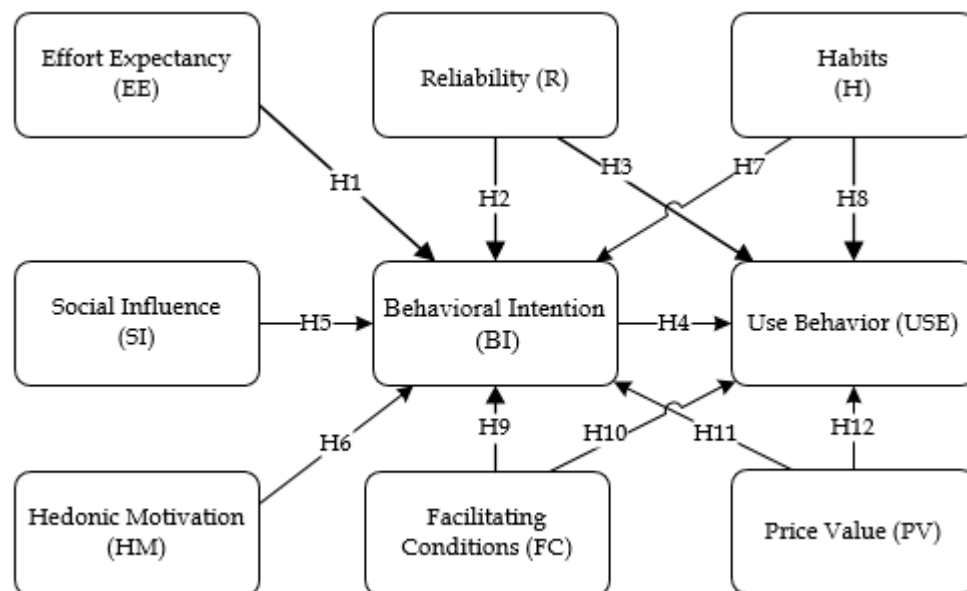 Effort Expectancy
(EE)
Reliability (R)
Habits
(H)
H1
H2
H3
H7
H8
Social Influence
(SI)
H5
Behavioral Intention
(BI)
H4
Use Behavior (USE)
H6
H9
H10
H11
H12
Hedonic Motivation
(HM)
Facilitating
Conditions (FC)
Price Value (PV)